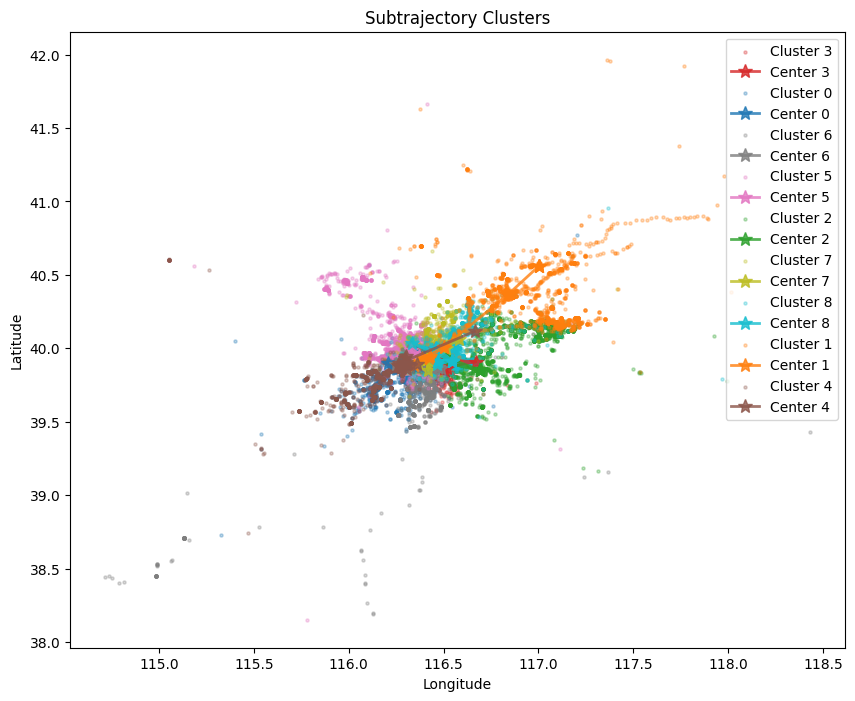 Subtrajectory Clusters
42.0
41.5
41.0
40.5
40.0
39.5
39.0
38.5
38.0
Latitude
115.0
115.5
116.0
116.5
117.0
117.5
118.0
118.5
Longitude
Cluster 3
Center 3
Cluster 0
Center 0
Cluster 6
Center 6
Cluster 5
Center 5
Cluster 2
Center 2
Cluster 7
Center 7
Cluster 8
Center 8
Cluster 1
Center 1
Cluster 4
Center 4